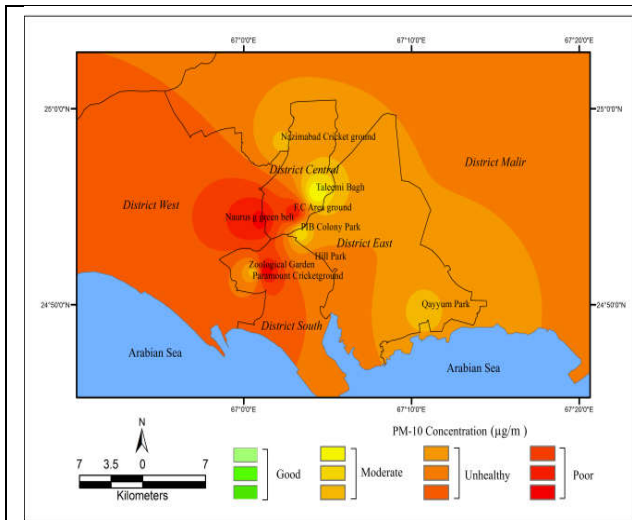 67°0'0"E 67°10'0"E 67°20'0"E
25°0'0"N 25°0'0"N
Nazimabad Cricket ground
District Malir
District Central
Taleemi Bagh
District West
F.C Area ground
Nauras g green belt
PIB Colony Park
District East
Hill Park
Zoological Garden
Paramount Cricketground
24°50'0"N 24°50'0"N
Qayyum Park
District South
Arabian Sea Arabian Sea
67°0'0"E 67°10'0"E 67°20'0"E
PM-10 Concentration (µg/m )
N
7 3.5 0 7
Kilometers
Good Moderate Unhealthy Poor